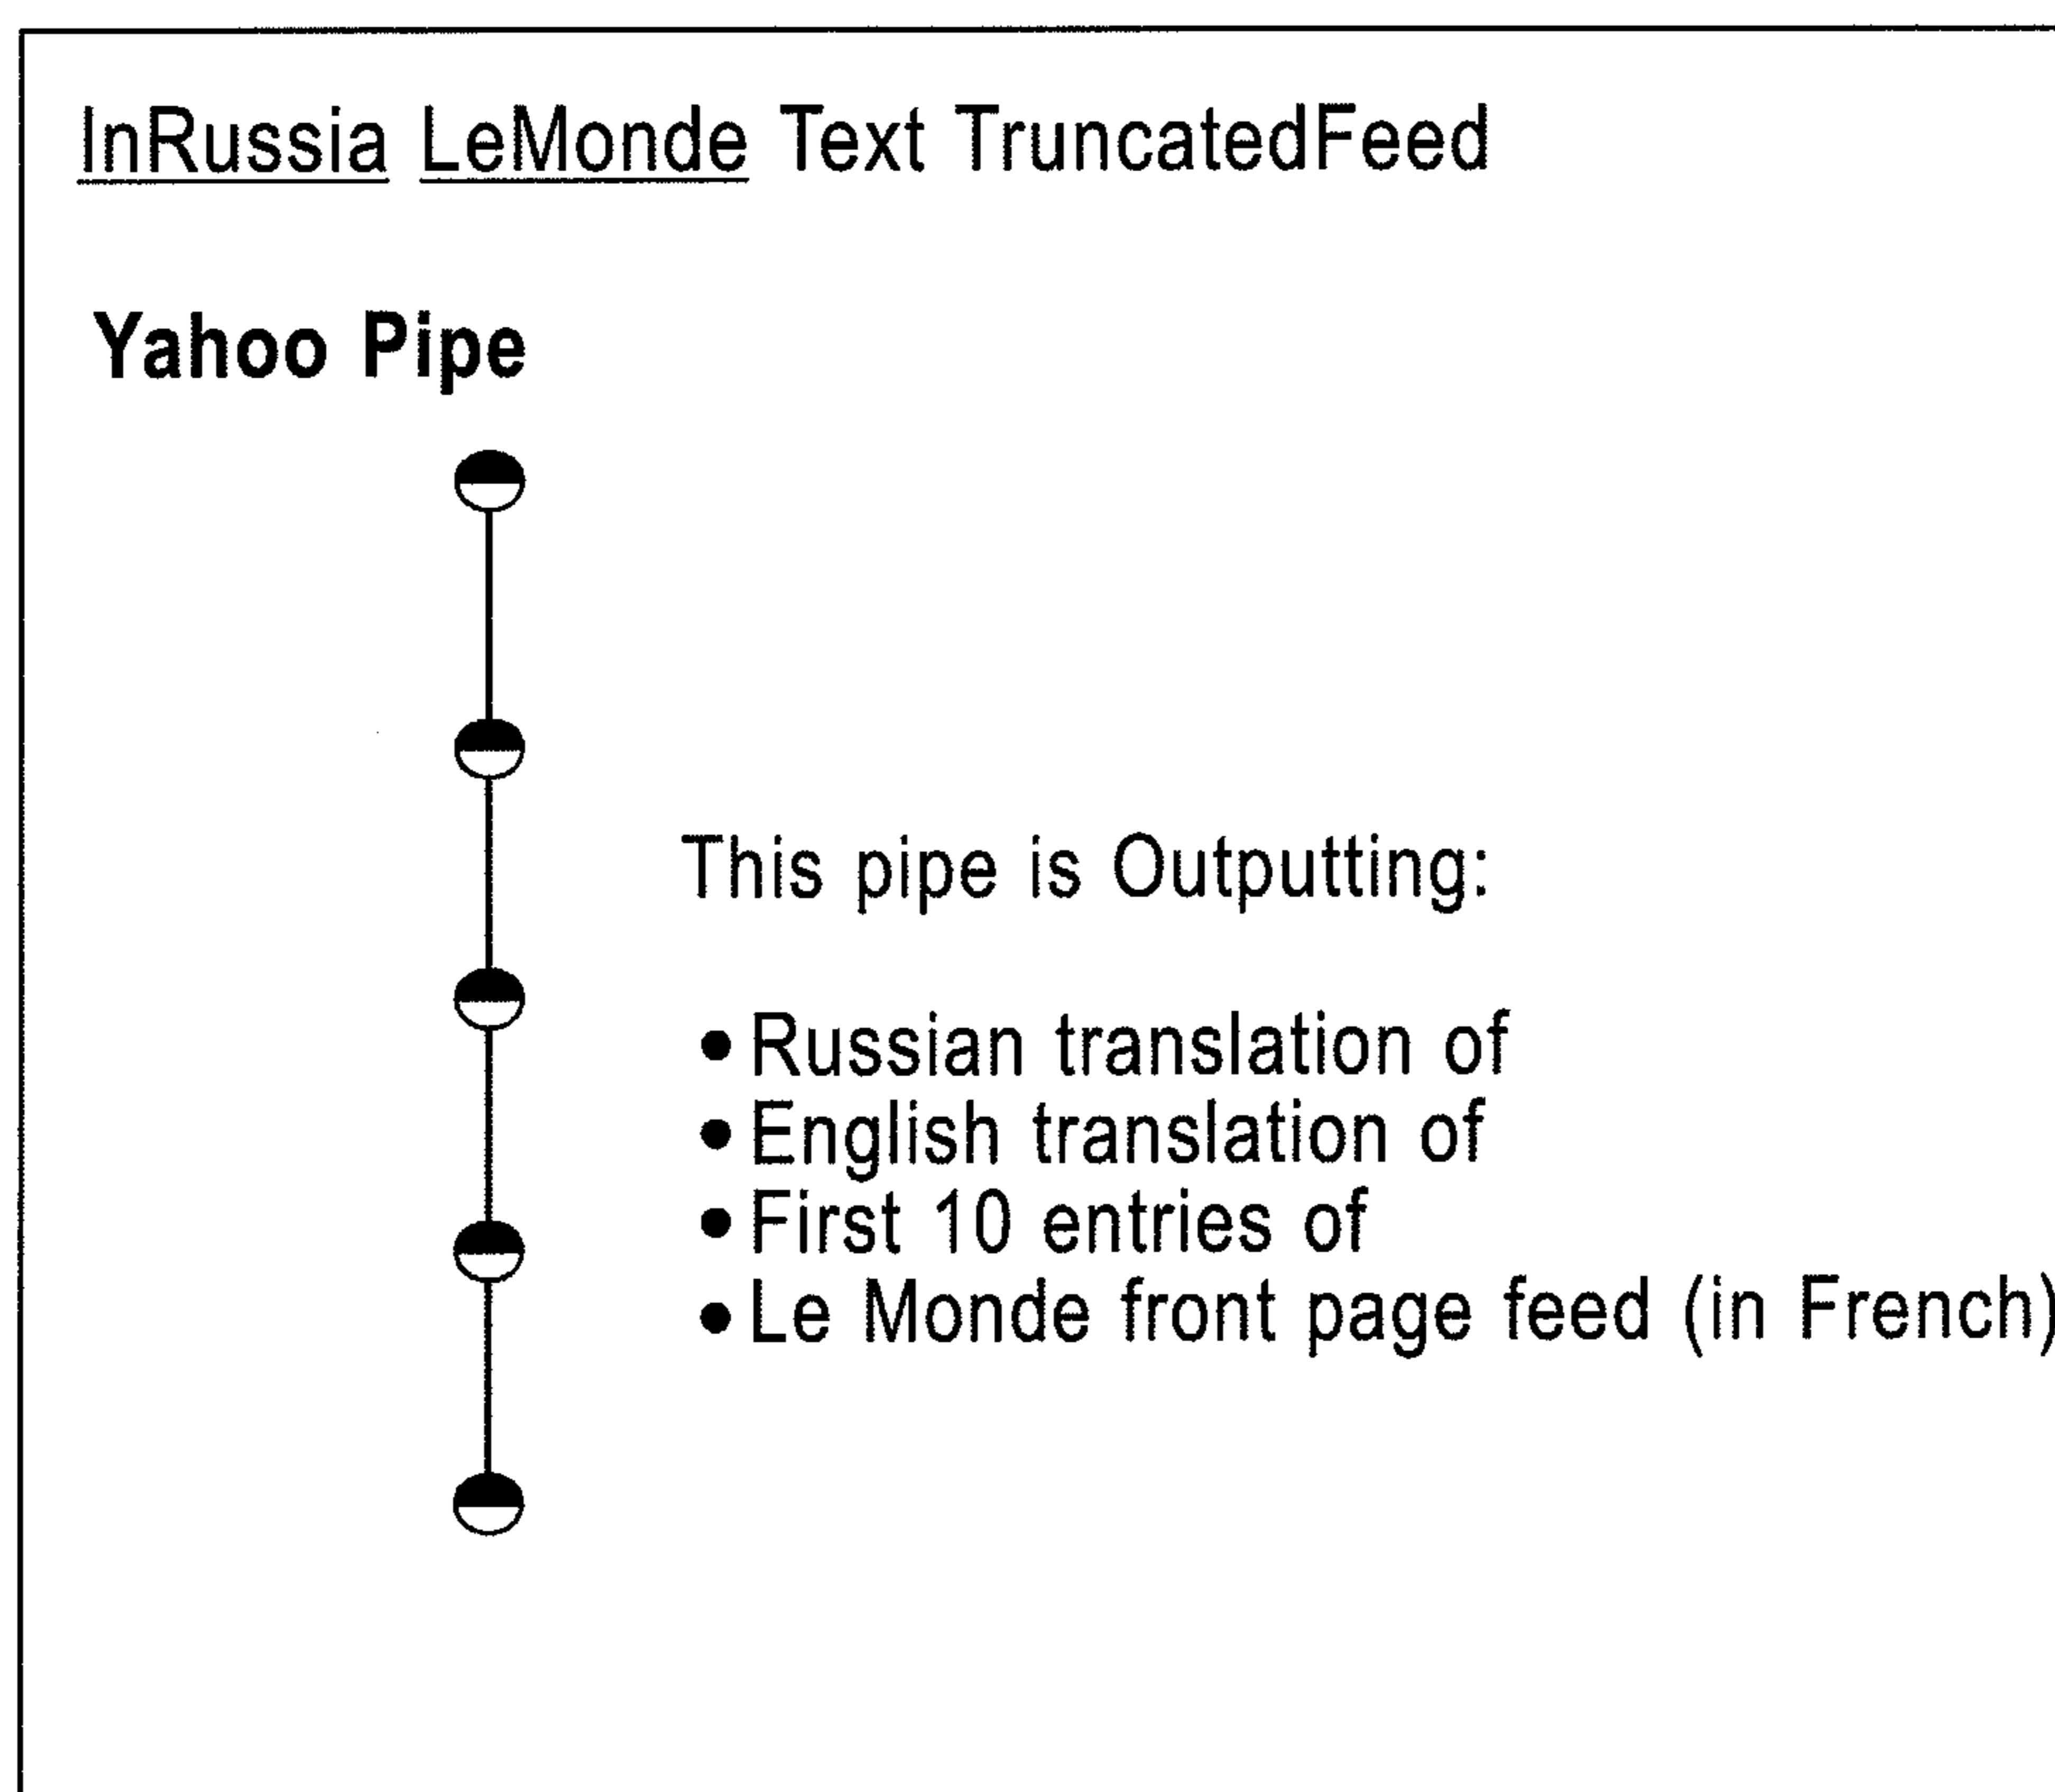 InRussia LeMonde Text TruncatedFeed
Yahoo Pipe
This pipe is Outputting:
•Russian translation of
•English translation of
•First 10 entries of
•Le Monde front page feed (in French)